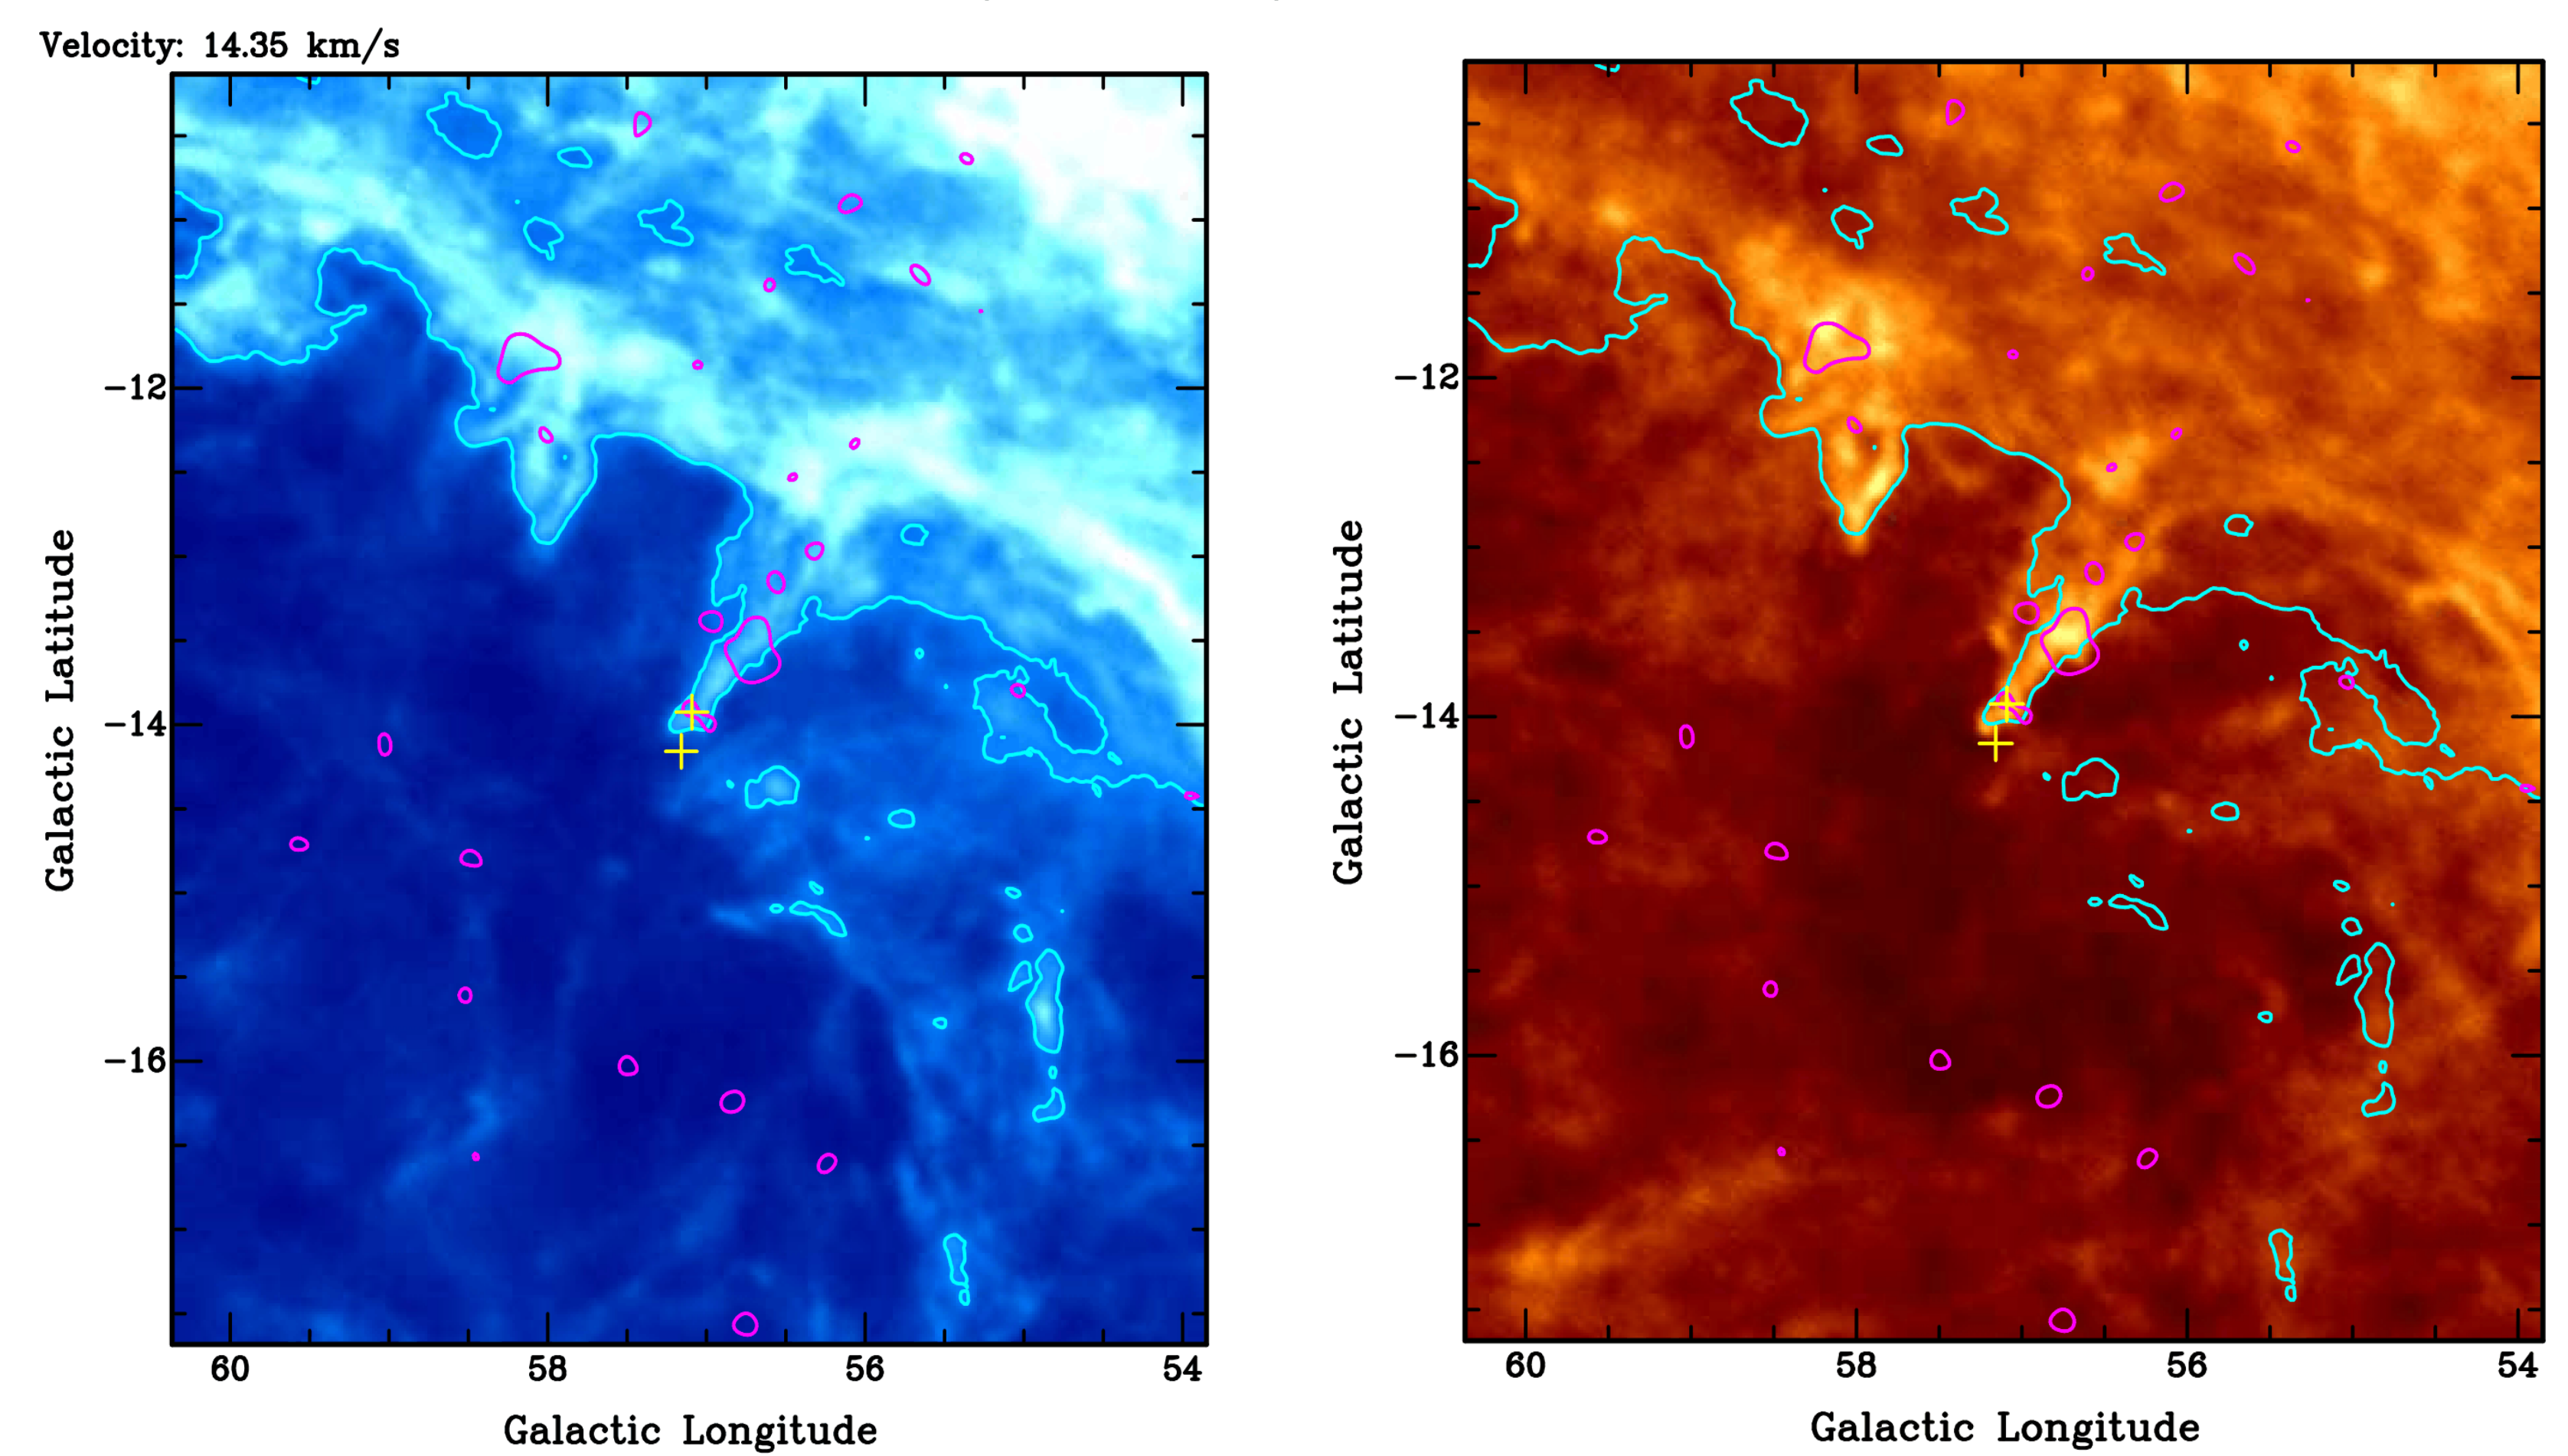 Velocity: 14.35 km/s
Galactic Latitude
−12
−14
−16
60 58 56 54
Galactic Longitude
Galactic Latitude
−12
−14
−16
60 58 56 54
Galactic Longitude